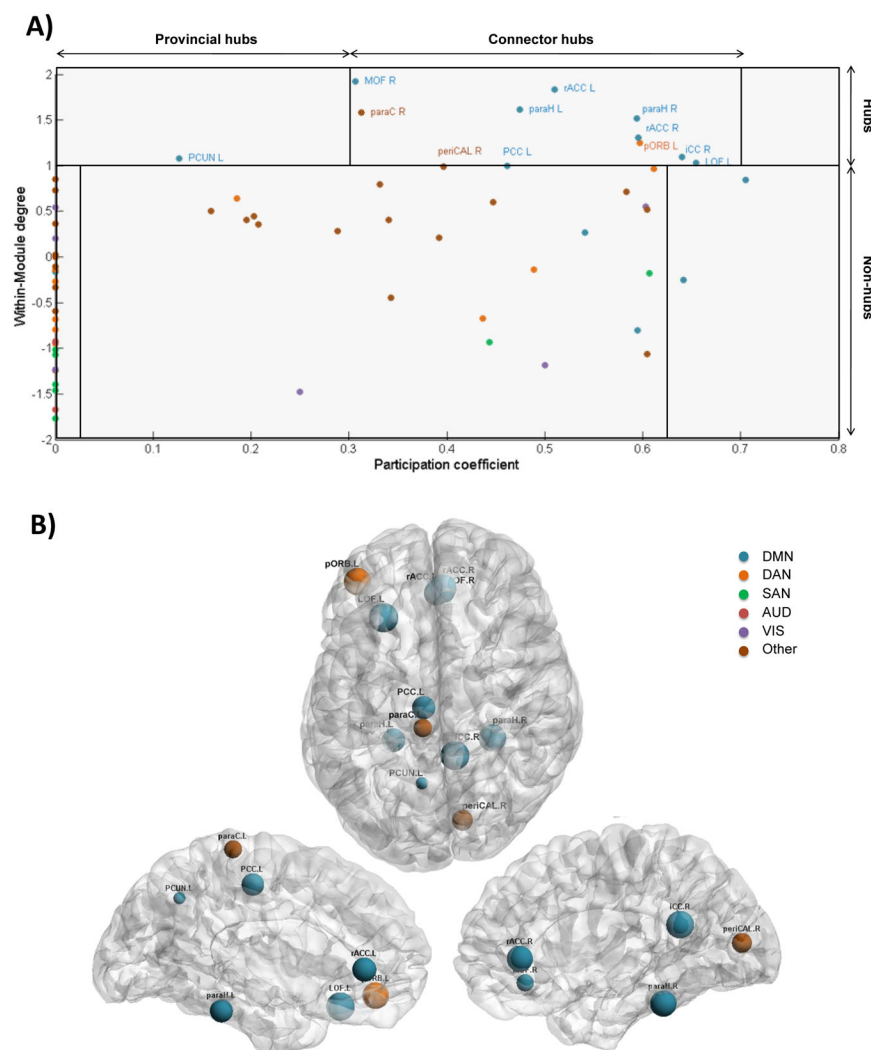 A)
Provincial hubs
Connector hubs
Hubs
Non-hubs
Within-Module degree
2
1.5
1
0.5
0
-0.5
-1
-1.5
-2
MOF R
rACC L
paraC R
paraH L
paraH R
rACC R
pORB L
periCAL R
PCC L
iCC R
LOF L
PCUN L
0
0.1
0.2
0.3
0.4
0.5
0.6
0.7
0.8
Participation coefficient
B)
pORB.L
rACC.R
LOF.L
PCC.L
paraH.L
paraH.R
iCC.R
PCUN.L
periCAL.R
DMN
DAN
SAN
AUD
VIS
Other
paraC.L
PCC.L
PCUN.L
rACC.L
LOF.L
paraH.L
iCC.R
periCAL.R
rACC.R
paraH.R